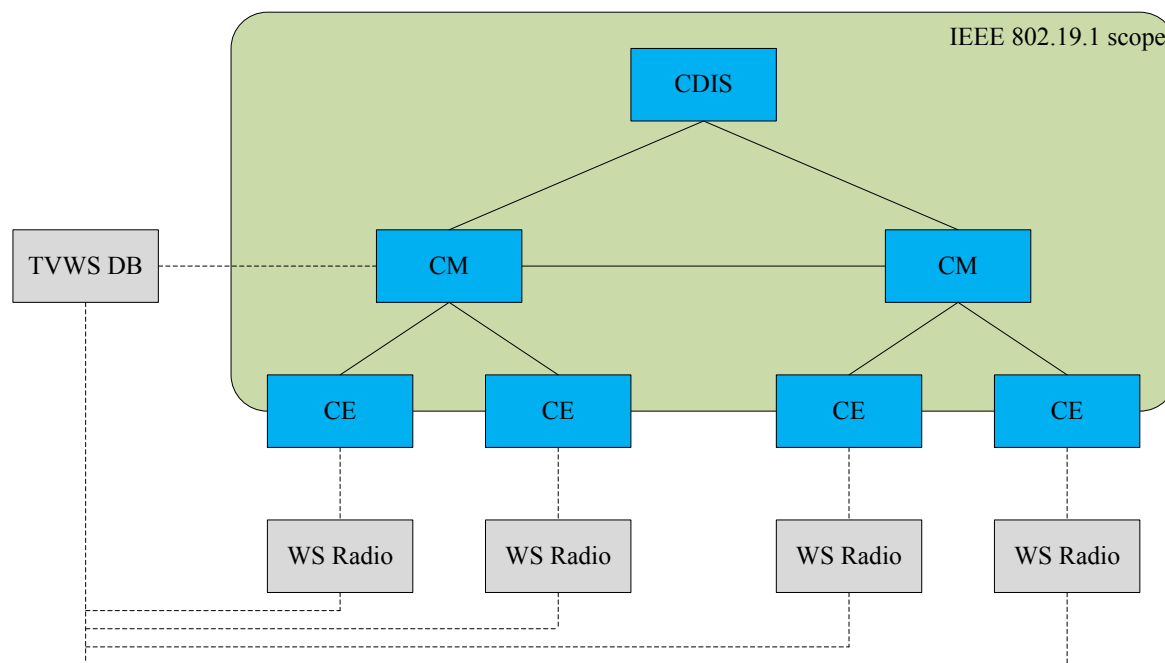 IEEE 802.19.1 scope
CDIS
TVWS DB
CM
CM
CE
CE
CE
CE
WS Radio
WS Radio
WS Radio
WS Radio